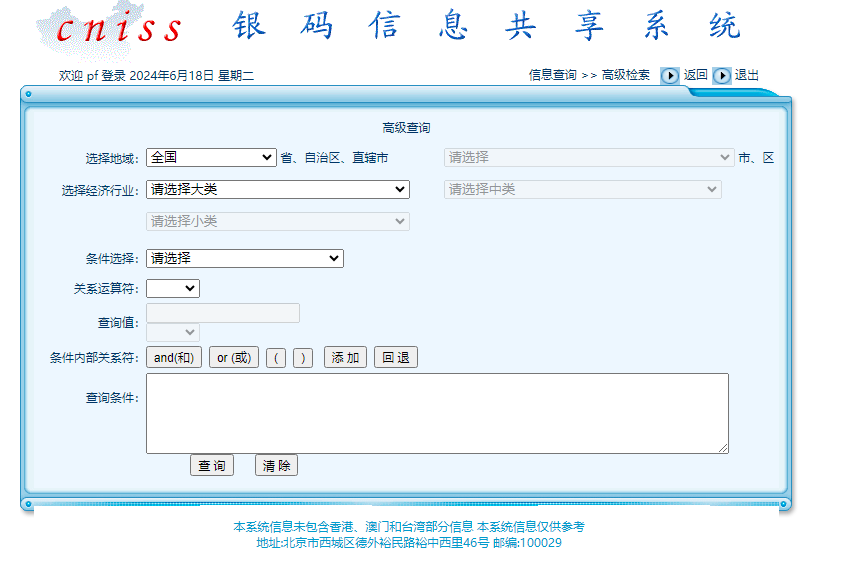 cniss 银码信息共享系统
欢迎 pf 登录 2024年6月18日 星期二 信息查询 >> 高级检索 返回 退出
高级查询
选择地域: 全国 省、自治区、直辖市 请选择 市、区
选择经济行业: 请选择大类 请选择中类
请选择小类
条件选择: 请选择
关系运算符:
查询值:
条件内部关系符: and(和) or (或) ( ) 添 加 回 退
查询条件:
查 询 清 除
本系统信息未包含香港、澳门和台湾部分信息 本系统信息仅供参考
地址:北京市西城区德外裕民路裕中西里46号 邮编:100029